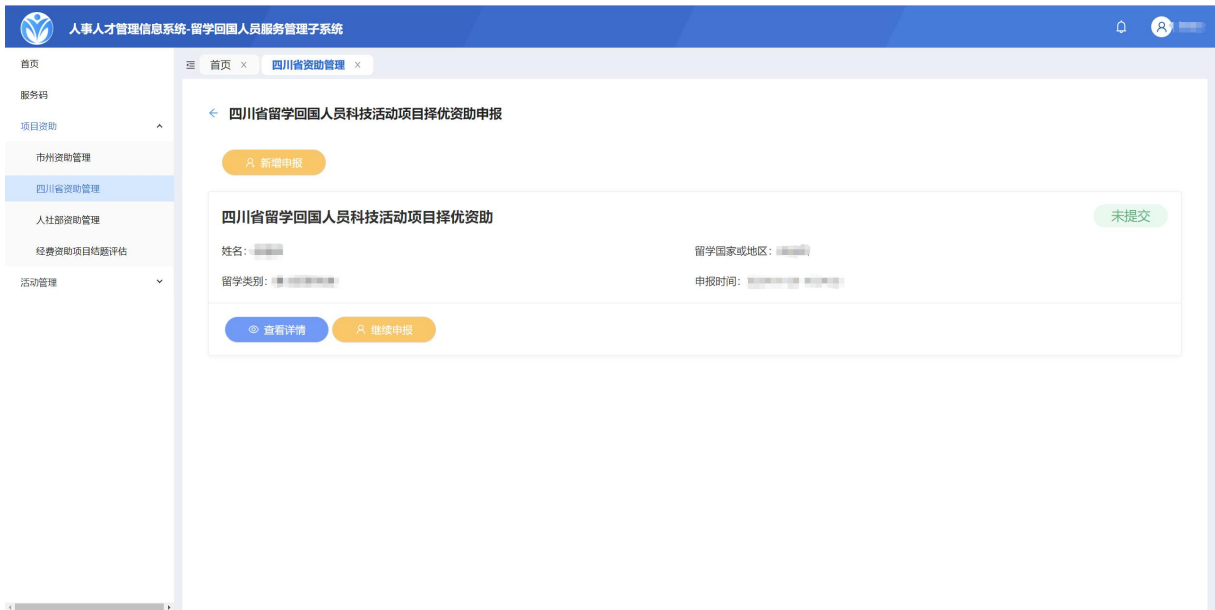 人事人才管理信息系统-留学回国人员服务管理子系统
首页
服务码
项目资助
市州资助管理
四川省资助管理
人社部资助管理
经费资助项目结题评估
活动管理
首页 ×
四川省资助管理 ×
← 四川省留学回国人员科技活动项目择优资助申报
新增申报
四川省留学回国人员科技活动项目择优资助
未提交
姓名:
留学国家或地区:
留学类别:
申报时间:
查看详情
继续申报